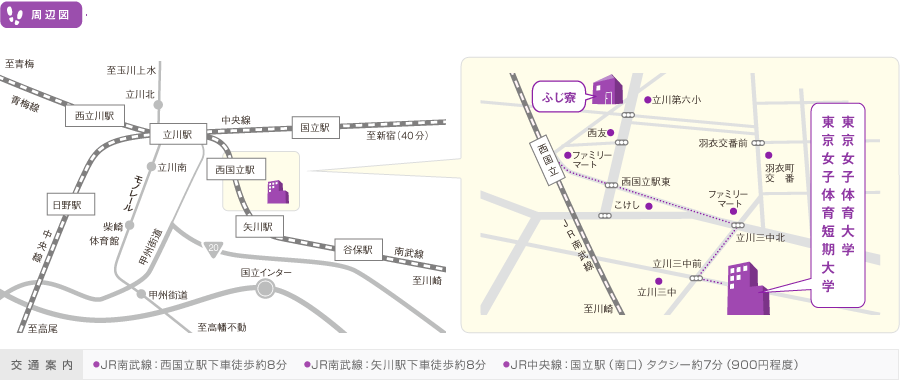 周辺図
至青梅
至玉川上水
立川北
青梅線
西立川駅
立川駅
中央線
国立駅
至新宿(40分)
立川南
西国立駅
モノレール
日野駅
柴崎
体育館
矢川駅
中央線
甲州街道
20
谷保駅
南武線
国立インター
至川崎
甲州街道
至高尾
至高幡不動
ふじ寮
立川第六小
西友
羽衣交番前
西国立
ファミリー
マート
羽衣町
交番
西国立駅東
ファミリー
マート
こけし
JR南武線
立川三中北
立川三中前
立川三中
至川崎
東京女子体育大学
東京女子体育短期大学
交通案内
●JR南武線:西国立駅下車徒歩約8分 ●JR南武線:矢川駅下車徒歩約8分 ●JR中央線:国立駅(南口)タクシー約7分(900円程度)